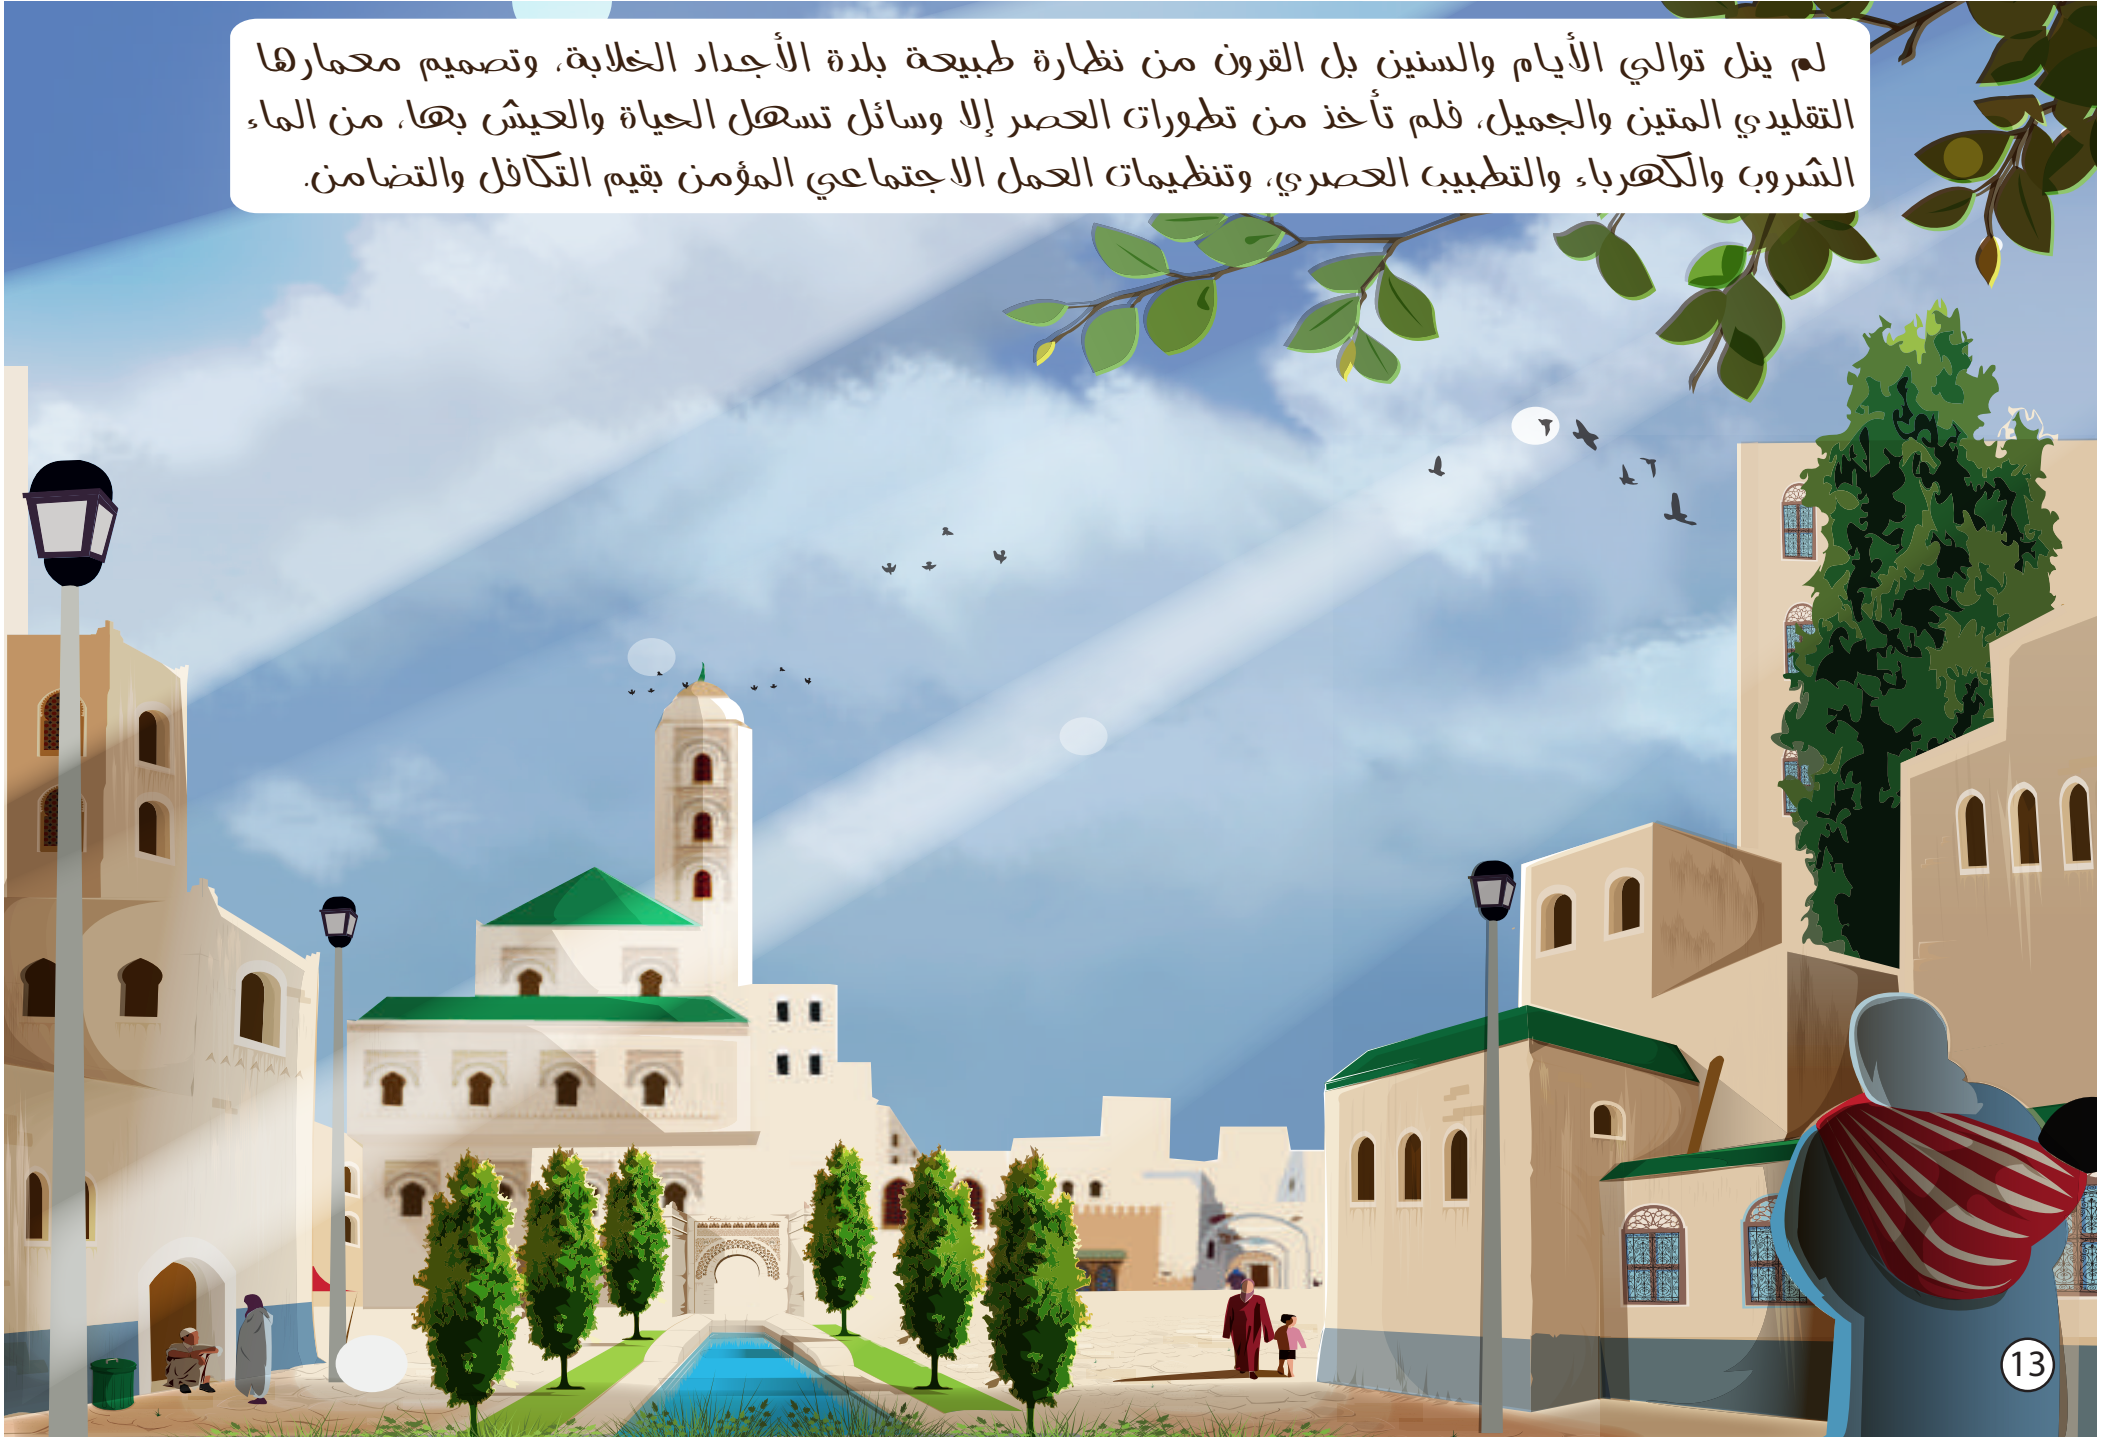 لم ينل توالي الأيام والسنين بل القرون من نظارة طبيعة بلدة الأجداد الخلابة، وتصميم معمارها
التقليدي المتين والجميل، فلم تأخذ من تطورات العصر إلا وسائل تسهل الحياة والعيش بها، من الماء
الشروب والكهرباء والتطبيب العصري، وتنظيمات العمل الاجتماعي المؤمن بقيم التكافل والتضامن.
13